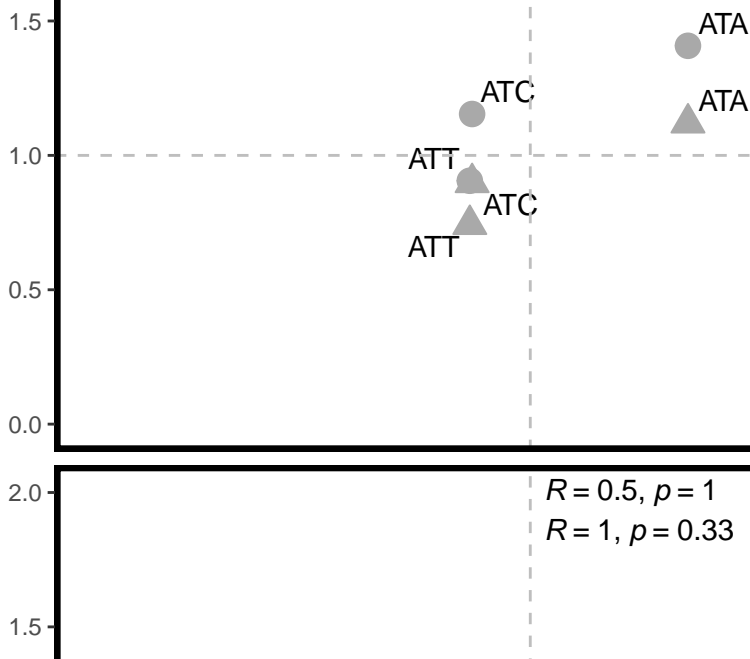 1.5
ATA
ATC
ATA
1.0
ATT
ATC
ATT
0.5
0.0
2.0
R = 0.5, p = 1
R = 1, p = 0.33
1.5